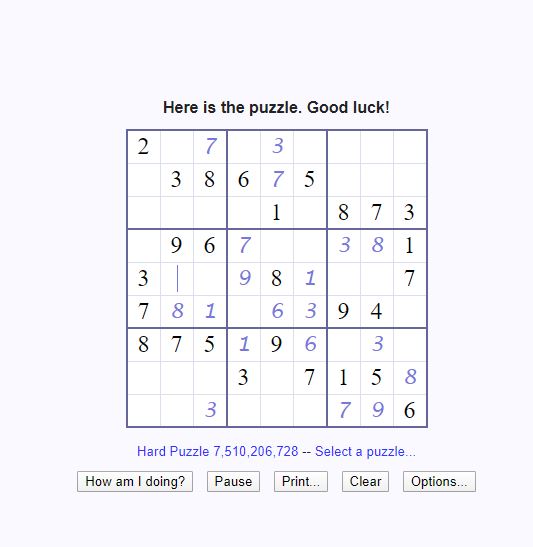 Here is the puzzle. Good luck!
2 7 3
3 8 6 7 5
1 8 7 3
9 6 7 3 8 1
3 9 8 1 7
7 8 1 6 3 9 4
8 7 5 1 9 6 3
3 7 1 5 8
3 7 9 6
Hard Puzzle 7,510,206,728 -- Select a puzzle...
How am I doing? Pause Print... Clear Options...